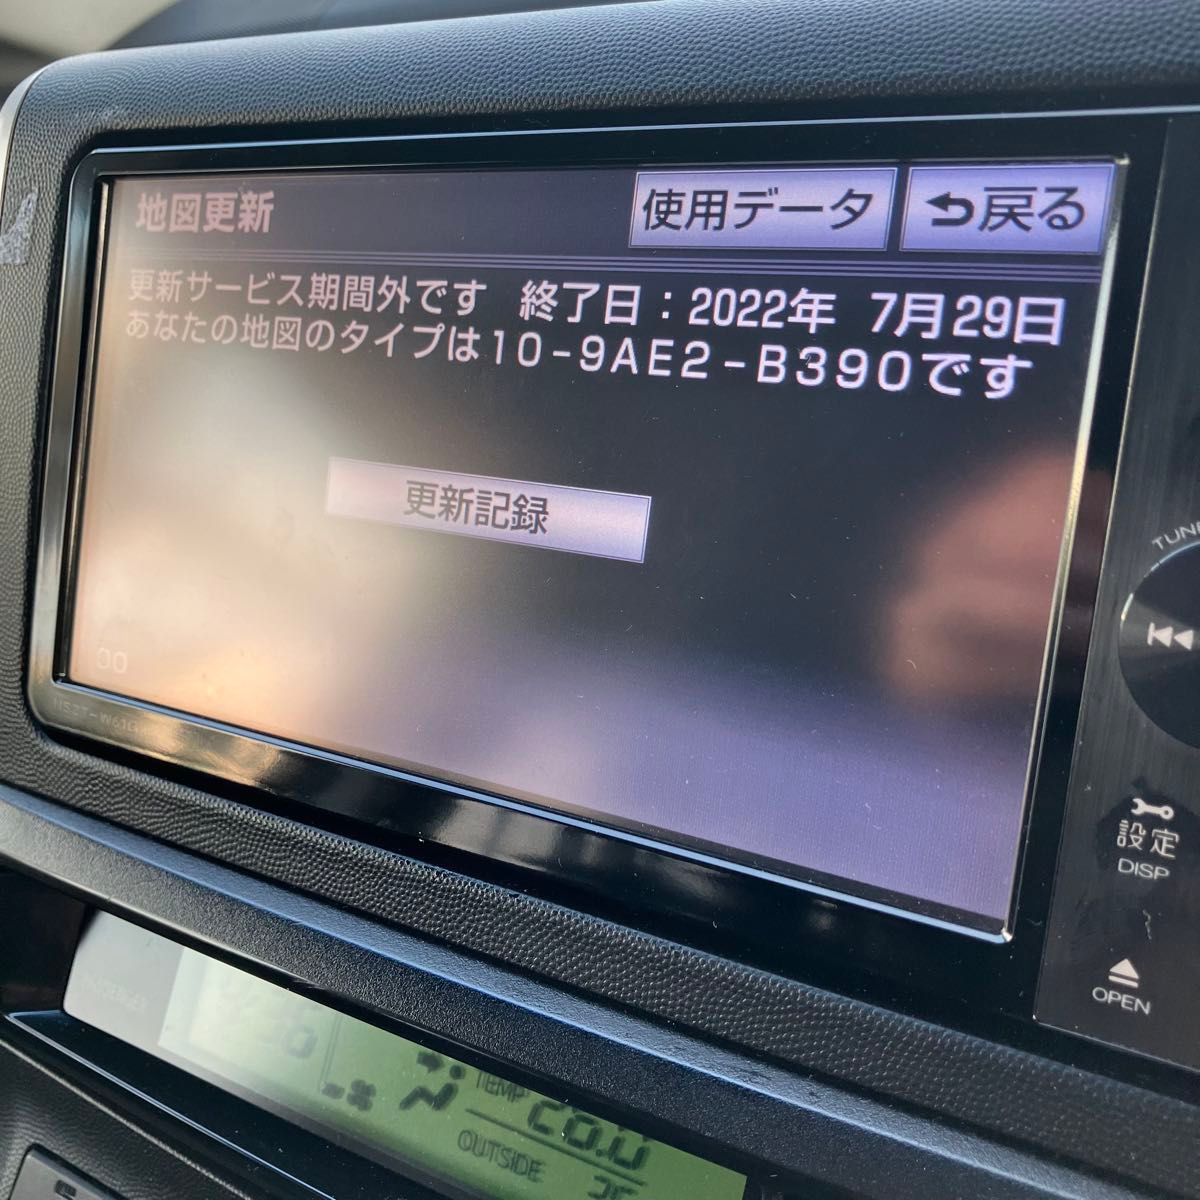 地図更新
使用データ
戻る
更新サービス期間外です 終了日：2022年 7月29日
あなたの地図のタイプは10-9AE2-B390です
更新記録
設定
DISP
OPEN
TEMP
OUTSIDE